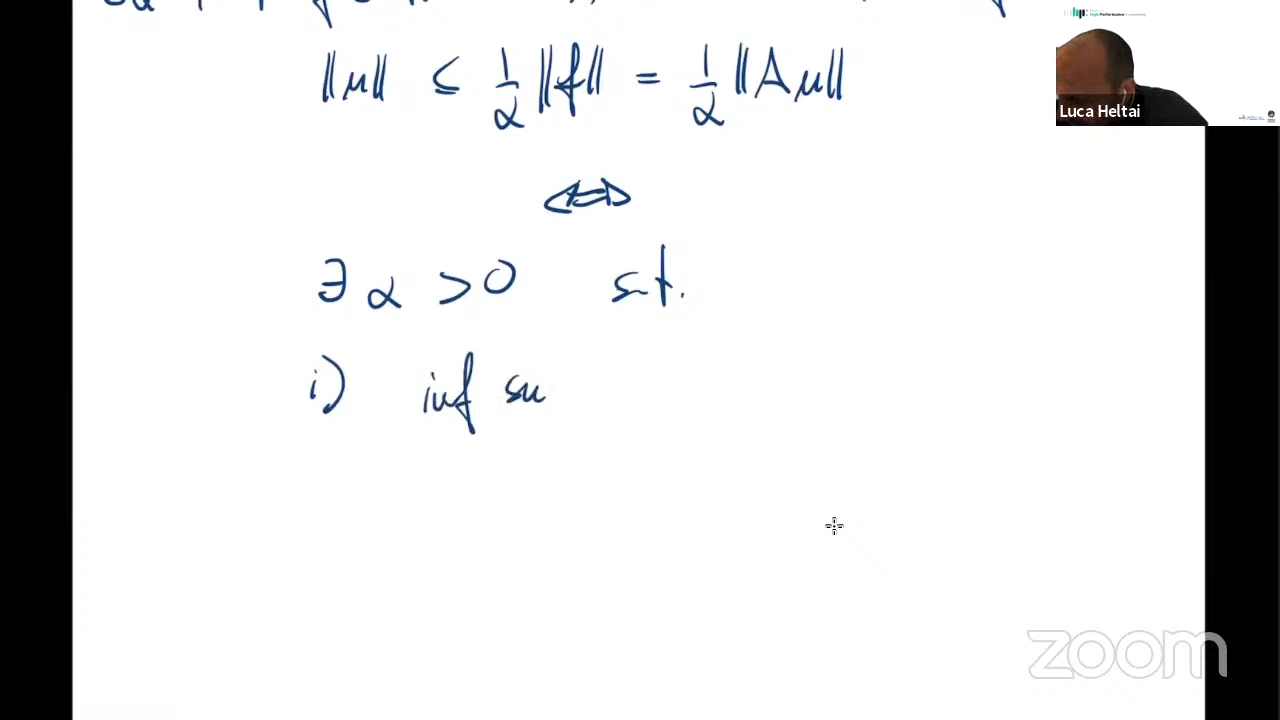 ‖u‖ ≤ 1/α ‖f‖ = 1/α ‖Au‖
⇔
∃ α > 0 s.t.
i) inf su
Luca Heltai
zoom